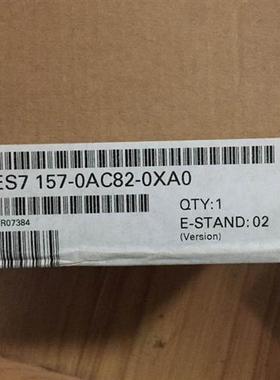 ES7 157-0AC82-0XA0
QTY:1
R07384
E-STAND: 02
(Version)